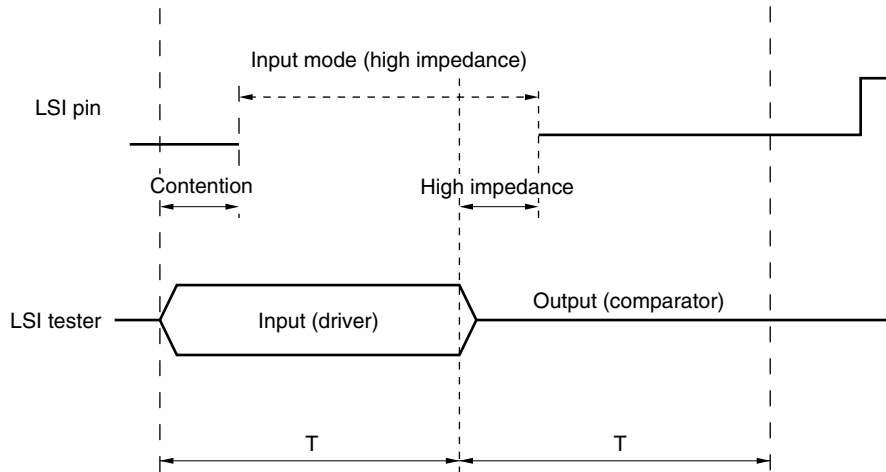 Input mode (high impedance)
LSI pin
Contention
High impedance
LSI tester
Input (driver)
Output (comparator)
T
T